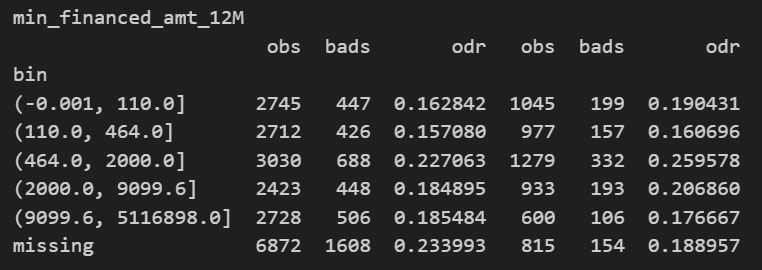 min_financed_amt_12M
obs bads odr obs bads odr
bin
(-0.001, 110.0] 2745 447 0.162842 1045 199 0.190431
(110.0, 464.0] 2712 426 0.157080 977 157 0.160696
(464.0, 2000.0] 3030 688 0.227063 1279 332 0.259578
(2000.0, 9099.6] 2423 448 0.184895 933 193 0.206860
(9099.6, 5116898.0] 2728 506 0.185484 600 106 0.176667
missing 6872 1608 0.233993 815 154 0.188957